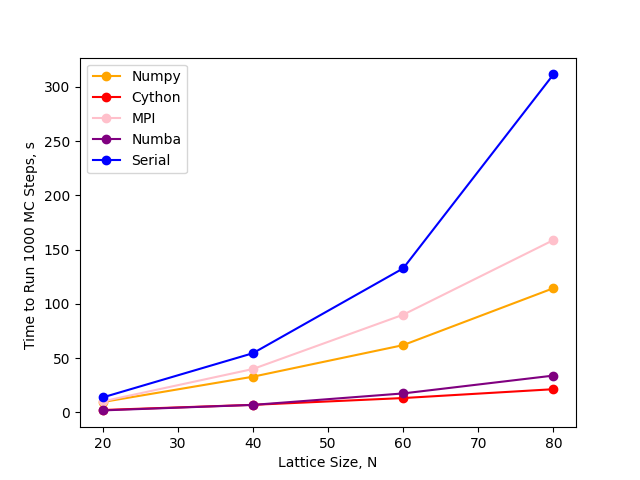 Numpy
Cython
MPI
Numba
Serial
Time to Run 1000 MC Steps, s
300
250
200
150
100
50
0
20 30 40 50 60 70 80
Lattice Size, N